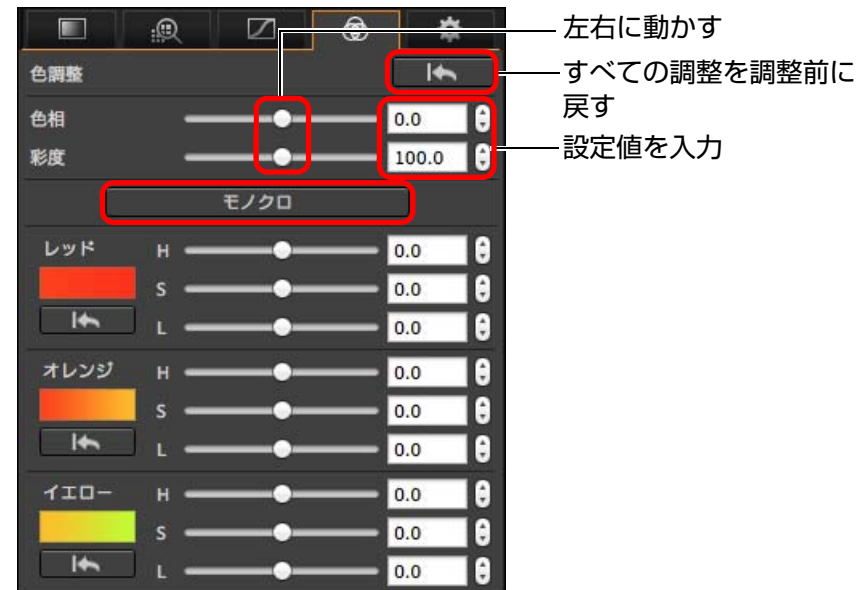 左右に動かす
色調整
すべての調整を調整前に
戻す
色相 0.0
彩度 100.0
設定値を入力
モノクロ
レッド H 0.0
S 0.0
L 0.0
オレンジ H 0.0
S 0.0
L 0.0
イエロー H 0.0
S 0.0
L 0.0